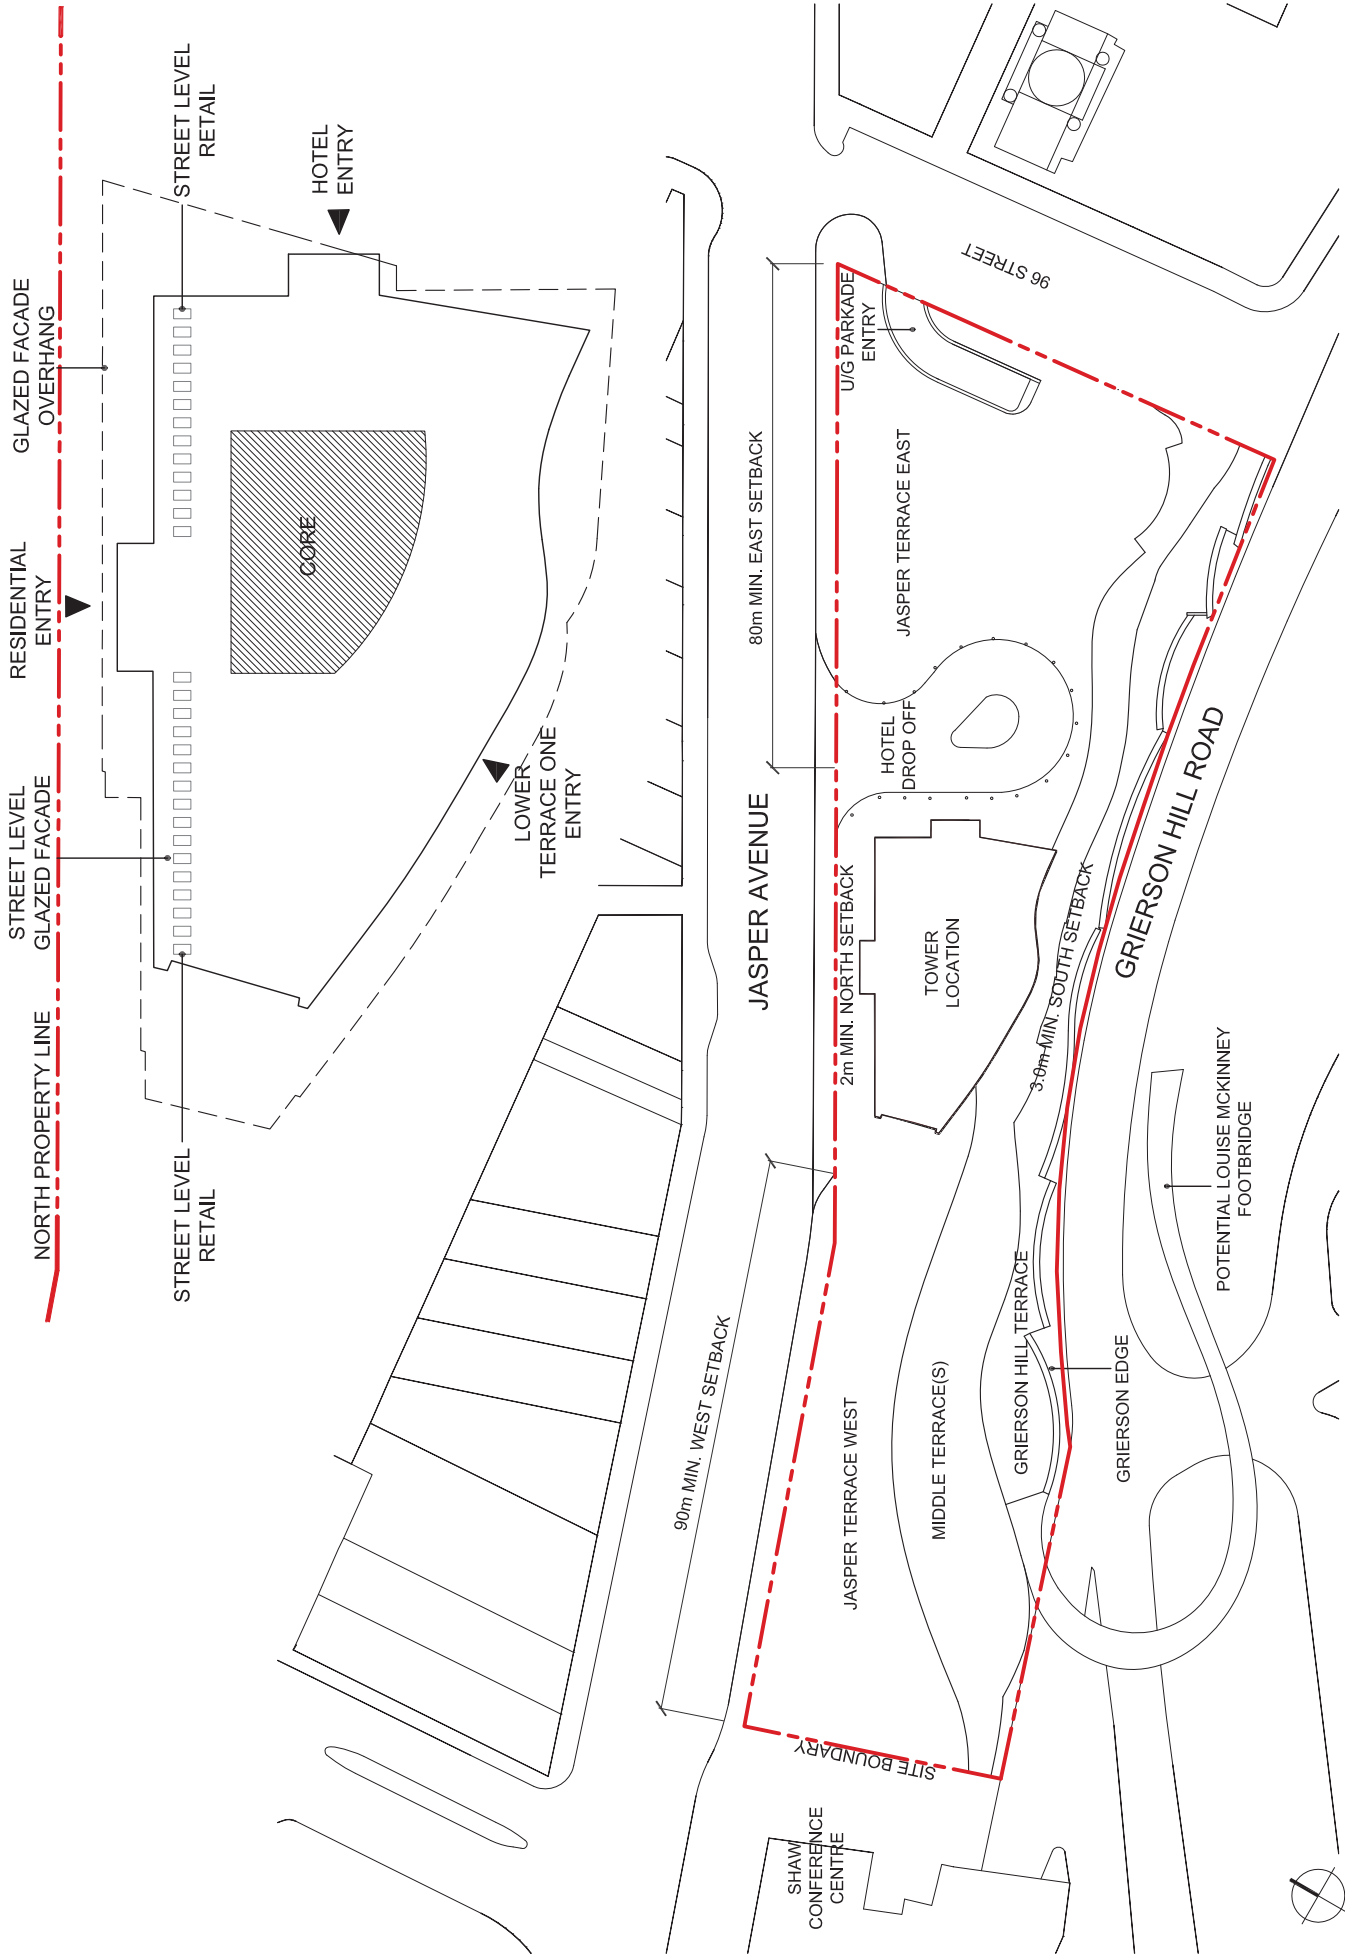 NORTH PROPERTY LINE
STREET LEVEL
GLAZED FACADE
RESIDENTIAL
ENTRY
GLAZED FACADE
OVERHANG
STREET LEVEL
RETAIL
STREET LEVEL
RETAIL
HOTEL
ENTRY
CORE
LOWER
TERRACE ONE
ENTRY
90m MIN. WEST SETBACK
80m MIN. EAST SETBACK
JASPER AVENUE
2m MIN. NORTH SETBACK
U/G PARKADE
ENTRY
96 STREET
HOTEL
DROP OFF
JASPER TERRACE EAST
TOWER
LOCATION
JASPER TERRACE WEST
MIDDLE TERRACE(S)
GRIERSON HILL TERRACE
3.0m MIN. SOUTH SETBACK
GRIERSON HILL ROAD
GRIERSON EDGE
POTENTIAL LOUISE MCKINNEY
FOOTBRIDGE
SITE BOUNDARY
SHAW
CONFERENCE
CENTRE